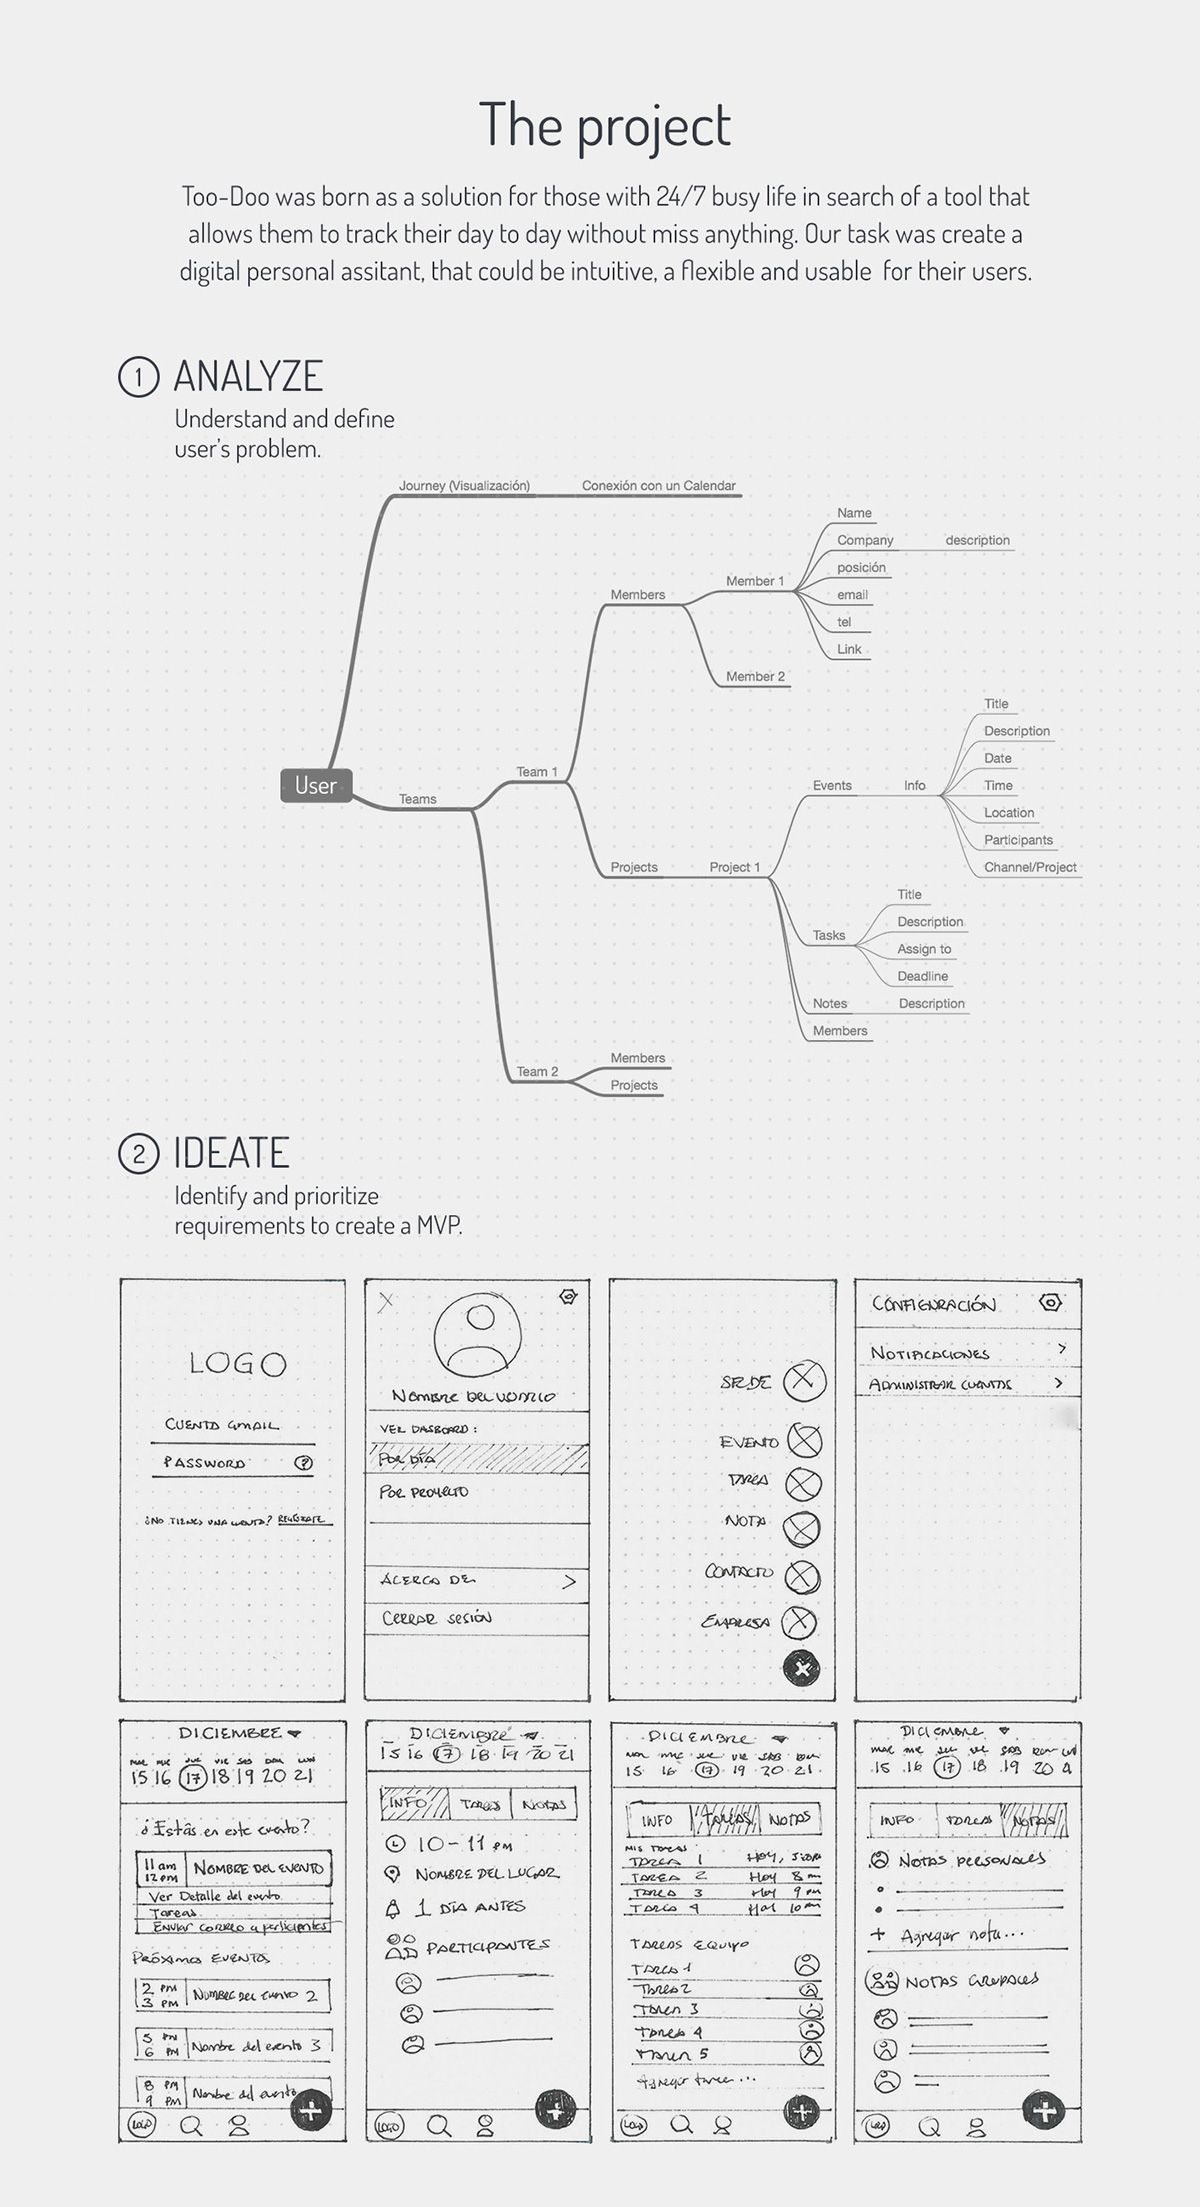 The project
Too-Doo was born as a solution for those with 24/7 busy life in search of a tool that
allows them to track their day to day without miss anything. Our task was create a
digital personal assitant, that could be intuitive, a flexible and usable for their users.
1 ANALYZE
Understand and define
user's problem.
Journey (Visualización)
Conexión con un Calendar
Name
Company
description
posición
email
tel
Link
Member 1
Members
Member 2
Title
Description
Date
Time
Location
Participants
Channel/Project
Events
Info
User
Teams
Team 1
Projects
Project 1
Title
Description
Assign to
Deadline
Tasks
Notes
Description
Members
Team 2
Members
Projects
2 IDEATE
Identify and prioritize
requirements to create a MVP.
LOGO
CUENTA GMAIL
PASSWORD ?
¿NO TIENES UNA CUENTA? REGÍSTRATE
X
NOMBRE DEL USUARIO
VER DASBOARD:
POR DÍA
POR PROYECTO
ACERCA DE >
CERRAR SESIÓN
EVENTO
TAREA
NOTA
CONTACTO
EMPRESA
CONFIGURACIÓN
NOTIFICACIONES >
ADMINISTRAR CUENTAS >
DICIEMBRE
MAR MIE JUE VIE SAB DOM LUN
15 16 17 18 19 20 21
¿Estás en este evento?
11 am
12 pm
NOMBRE DEL EVENTO
Ver Detalle del evento
Tareas
ENVIAR CORREO a participantes
PRÓXIMOS EVENTOS
2 PM
3 PM
NOMBRE DEL EVENTO 2
5 PM
6 PM
Nombre del evento 3
8 PM
9 PM
Nombre del evento
+
LOGO
DICIEMBRE
15 16 17 18 19 20 21
INFO TAREAS NOTAS
10-11 PM
NOMBRE DEL LUGAR
1 DÍA ANTES
PARTICIPANTES
+
LOGO
DICIEMBRE
MAR MIE JUE VIE SAB DOM
15 16 17 19 20 21
INFO TAREAS NOTAS
MIS TAREAS
TAREA 1 HOY,
TAREA 2 HOY 8 PM
TAREA 3 HOY 9 PM
TAREA 4 HOY 10 PM
TAREAS EQUIPO
TAREA 1
TAREA 2
TAREA 3
TAREA 4
TAREA 5
Agregar tarea...
+
LOGO
DICIEMBRE
MAR MIE JUE VIE SAB DOM LUN
15 16 17 18 19 20
INFO TAREAS NOTAS
NOTAS PERSONALES
+ Agregar nota...
NOTAS GRUPALES
+
LOGO